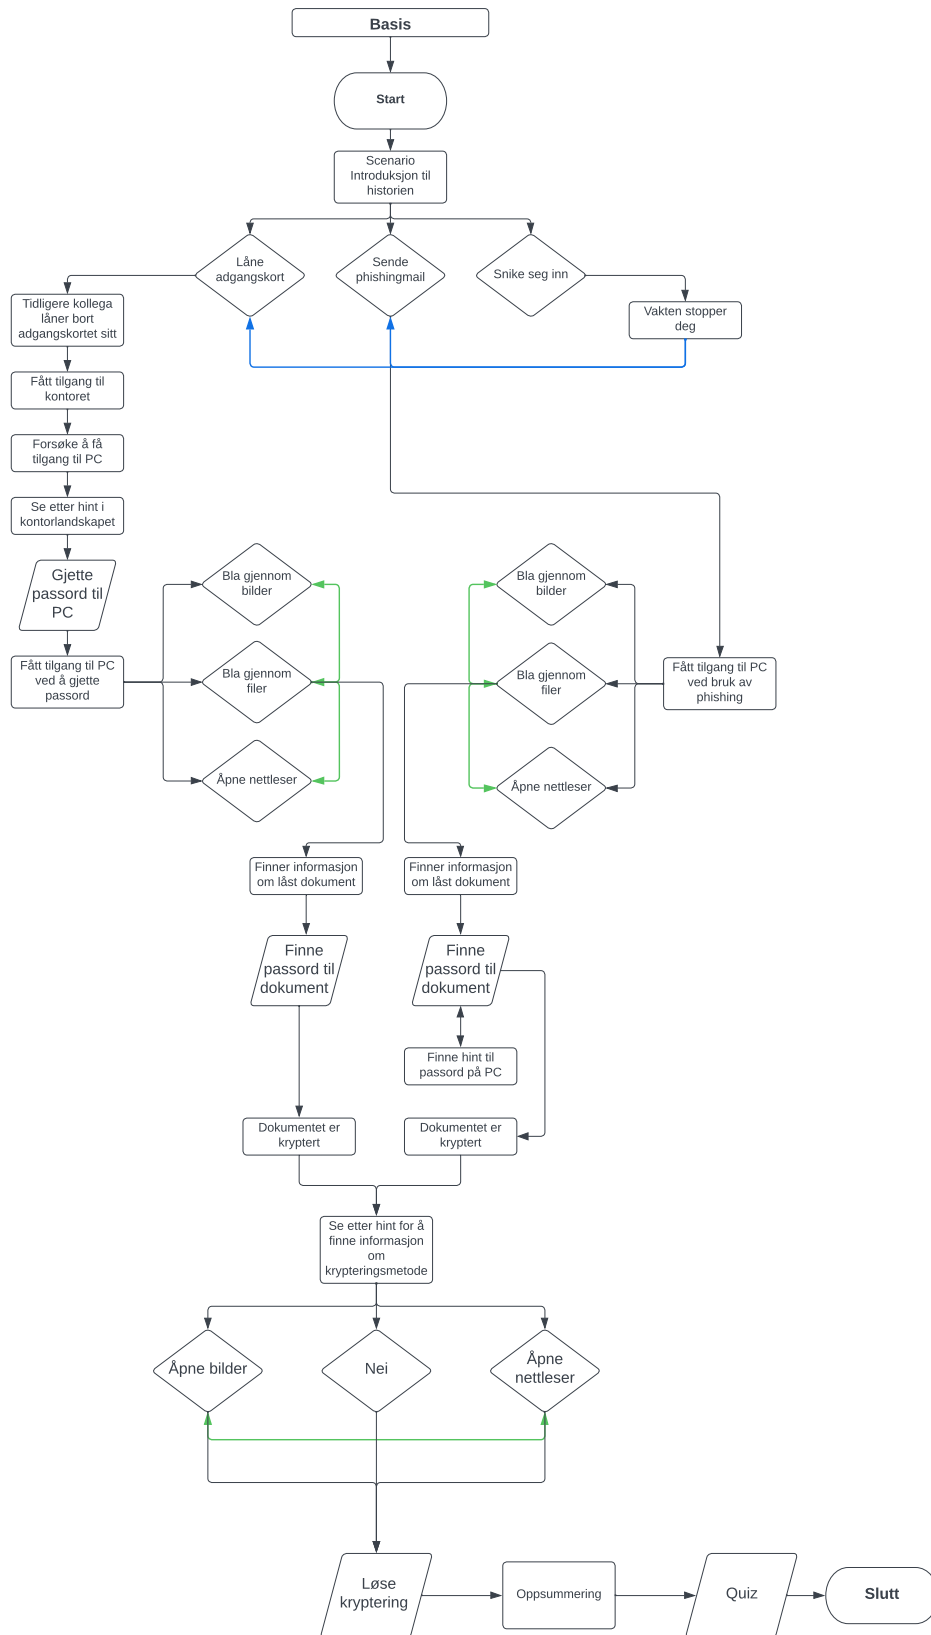 Basis
Start
Scenario
Introduksjon til
historien
Låne
adgangskort
Sende
phishingmail
Snike seg inn
Tidligere kollega
låner bort
adgangskortet sitt
Vakten stopper
deg
Fått tilgang til
kontoret
Forsøke å få
tilgang til PC
Se etter hint i
kontorlandskapet
Gjette
passord til
PC
Fått tilgang til PC
ved å gjette
passord
Bla gjennom
bilder
Bla gjennom
filer
Åpne nettleser
Bla gjennom
bilder
Bla gjennom
filer
Åpne nettleser
Fått tilgang til PC
ved bruk av
phishing
Finner informasjon
om låst dokument
Finner informasjon
om låst dokument
Finne
passord til
dokument
Finne
passord til
dokument
Finne hint til
passord på PC
Dokumentet er
kryptert
Dokumentet er
kryptert
Se etter hint for å
finne informasjon
om
krypteringsmetode
Åpne bilder
Nei
Åpne
nettleser
Løse
kryptering
Oppsummering
Quiz
Slutt